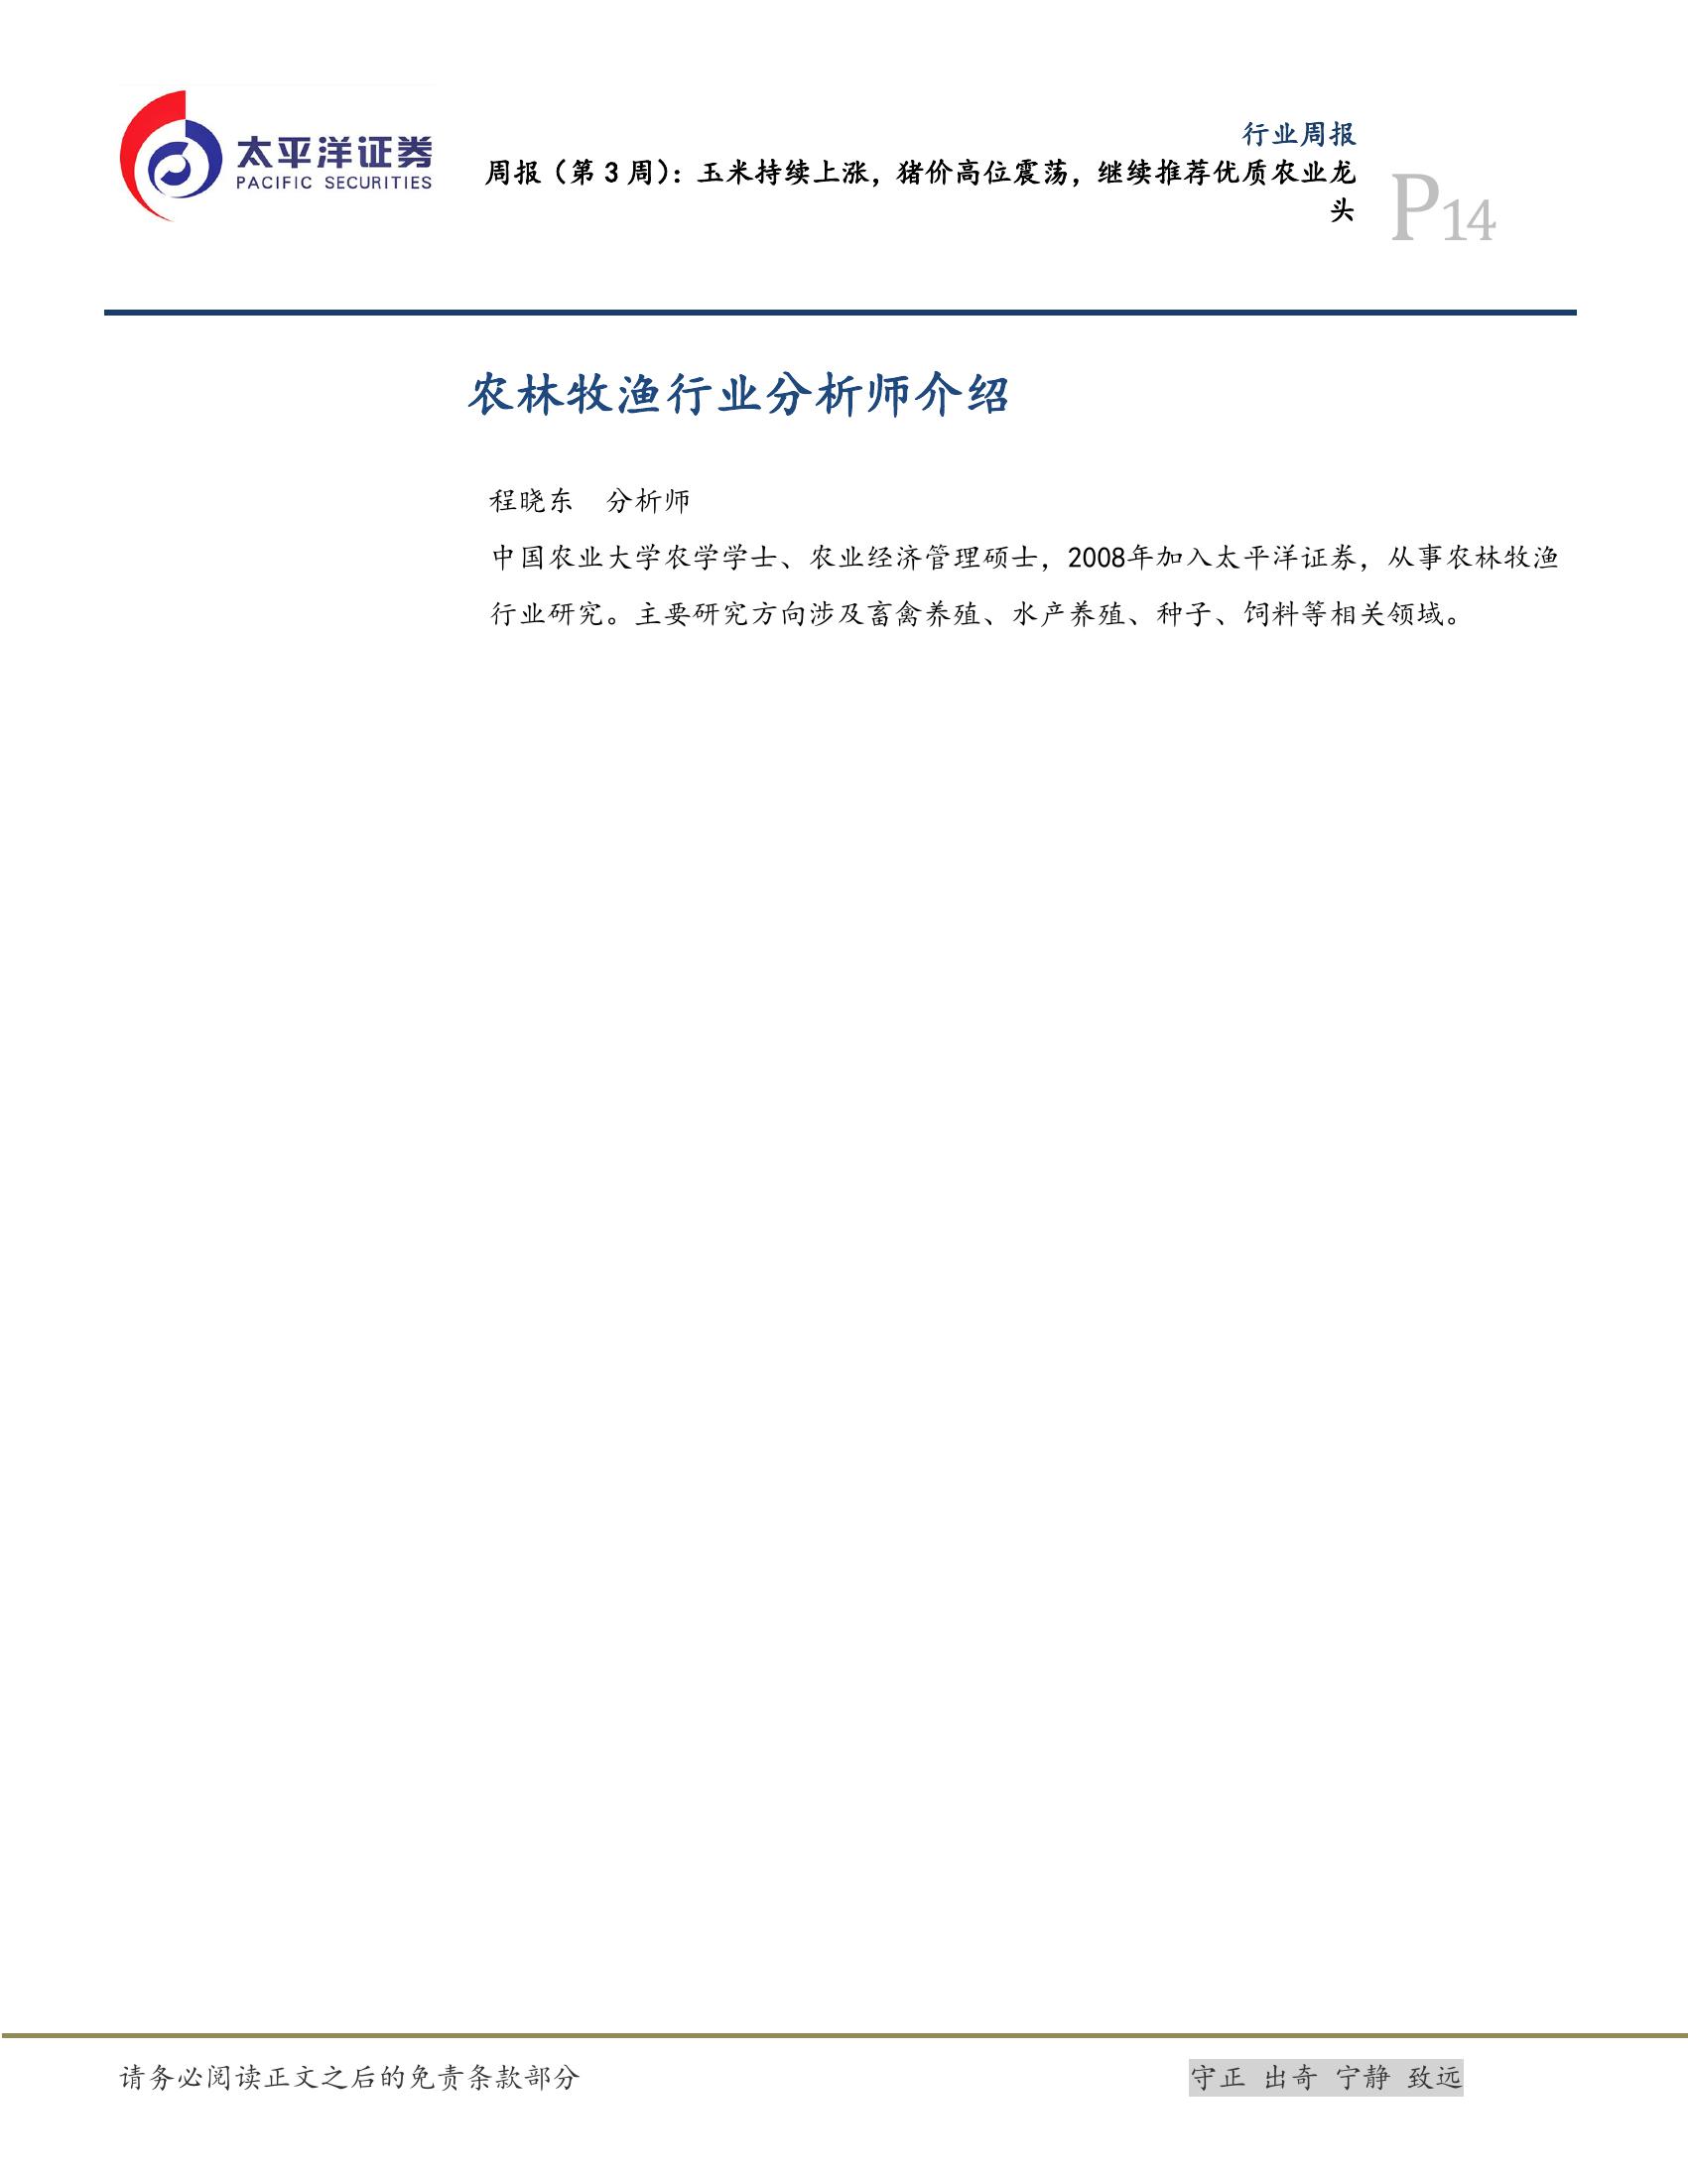 太平洋证券
PACIFIC SECURITIES
行业周报
周报（第 3 周）：玉米持续上涨，猪价高位震荡，继续推荐优质农业龙
头
P14
农林牧渔行业分析师介绍
程晓东 分析师
中国农业大学农学学士、农业经济管理硕士，2008年加入太平洋证券，从事农林牧渔
行业研究。主要研究方向涉及畜禽养殖、水产养殖、种子、饲料等相关领域。
请务必阅读正文之后的免责条款部分
守正 出奇 宁静 致远